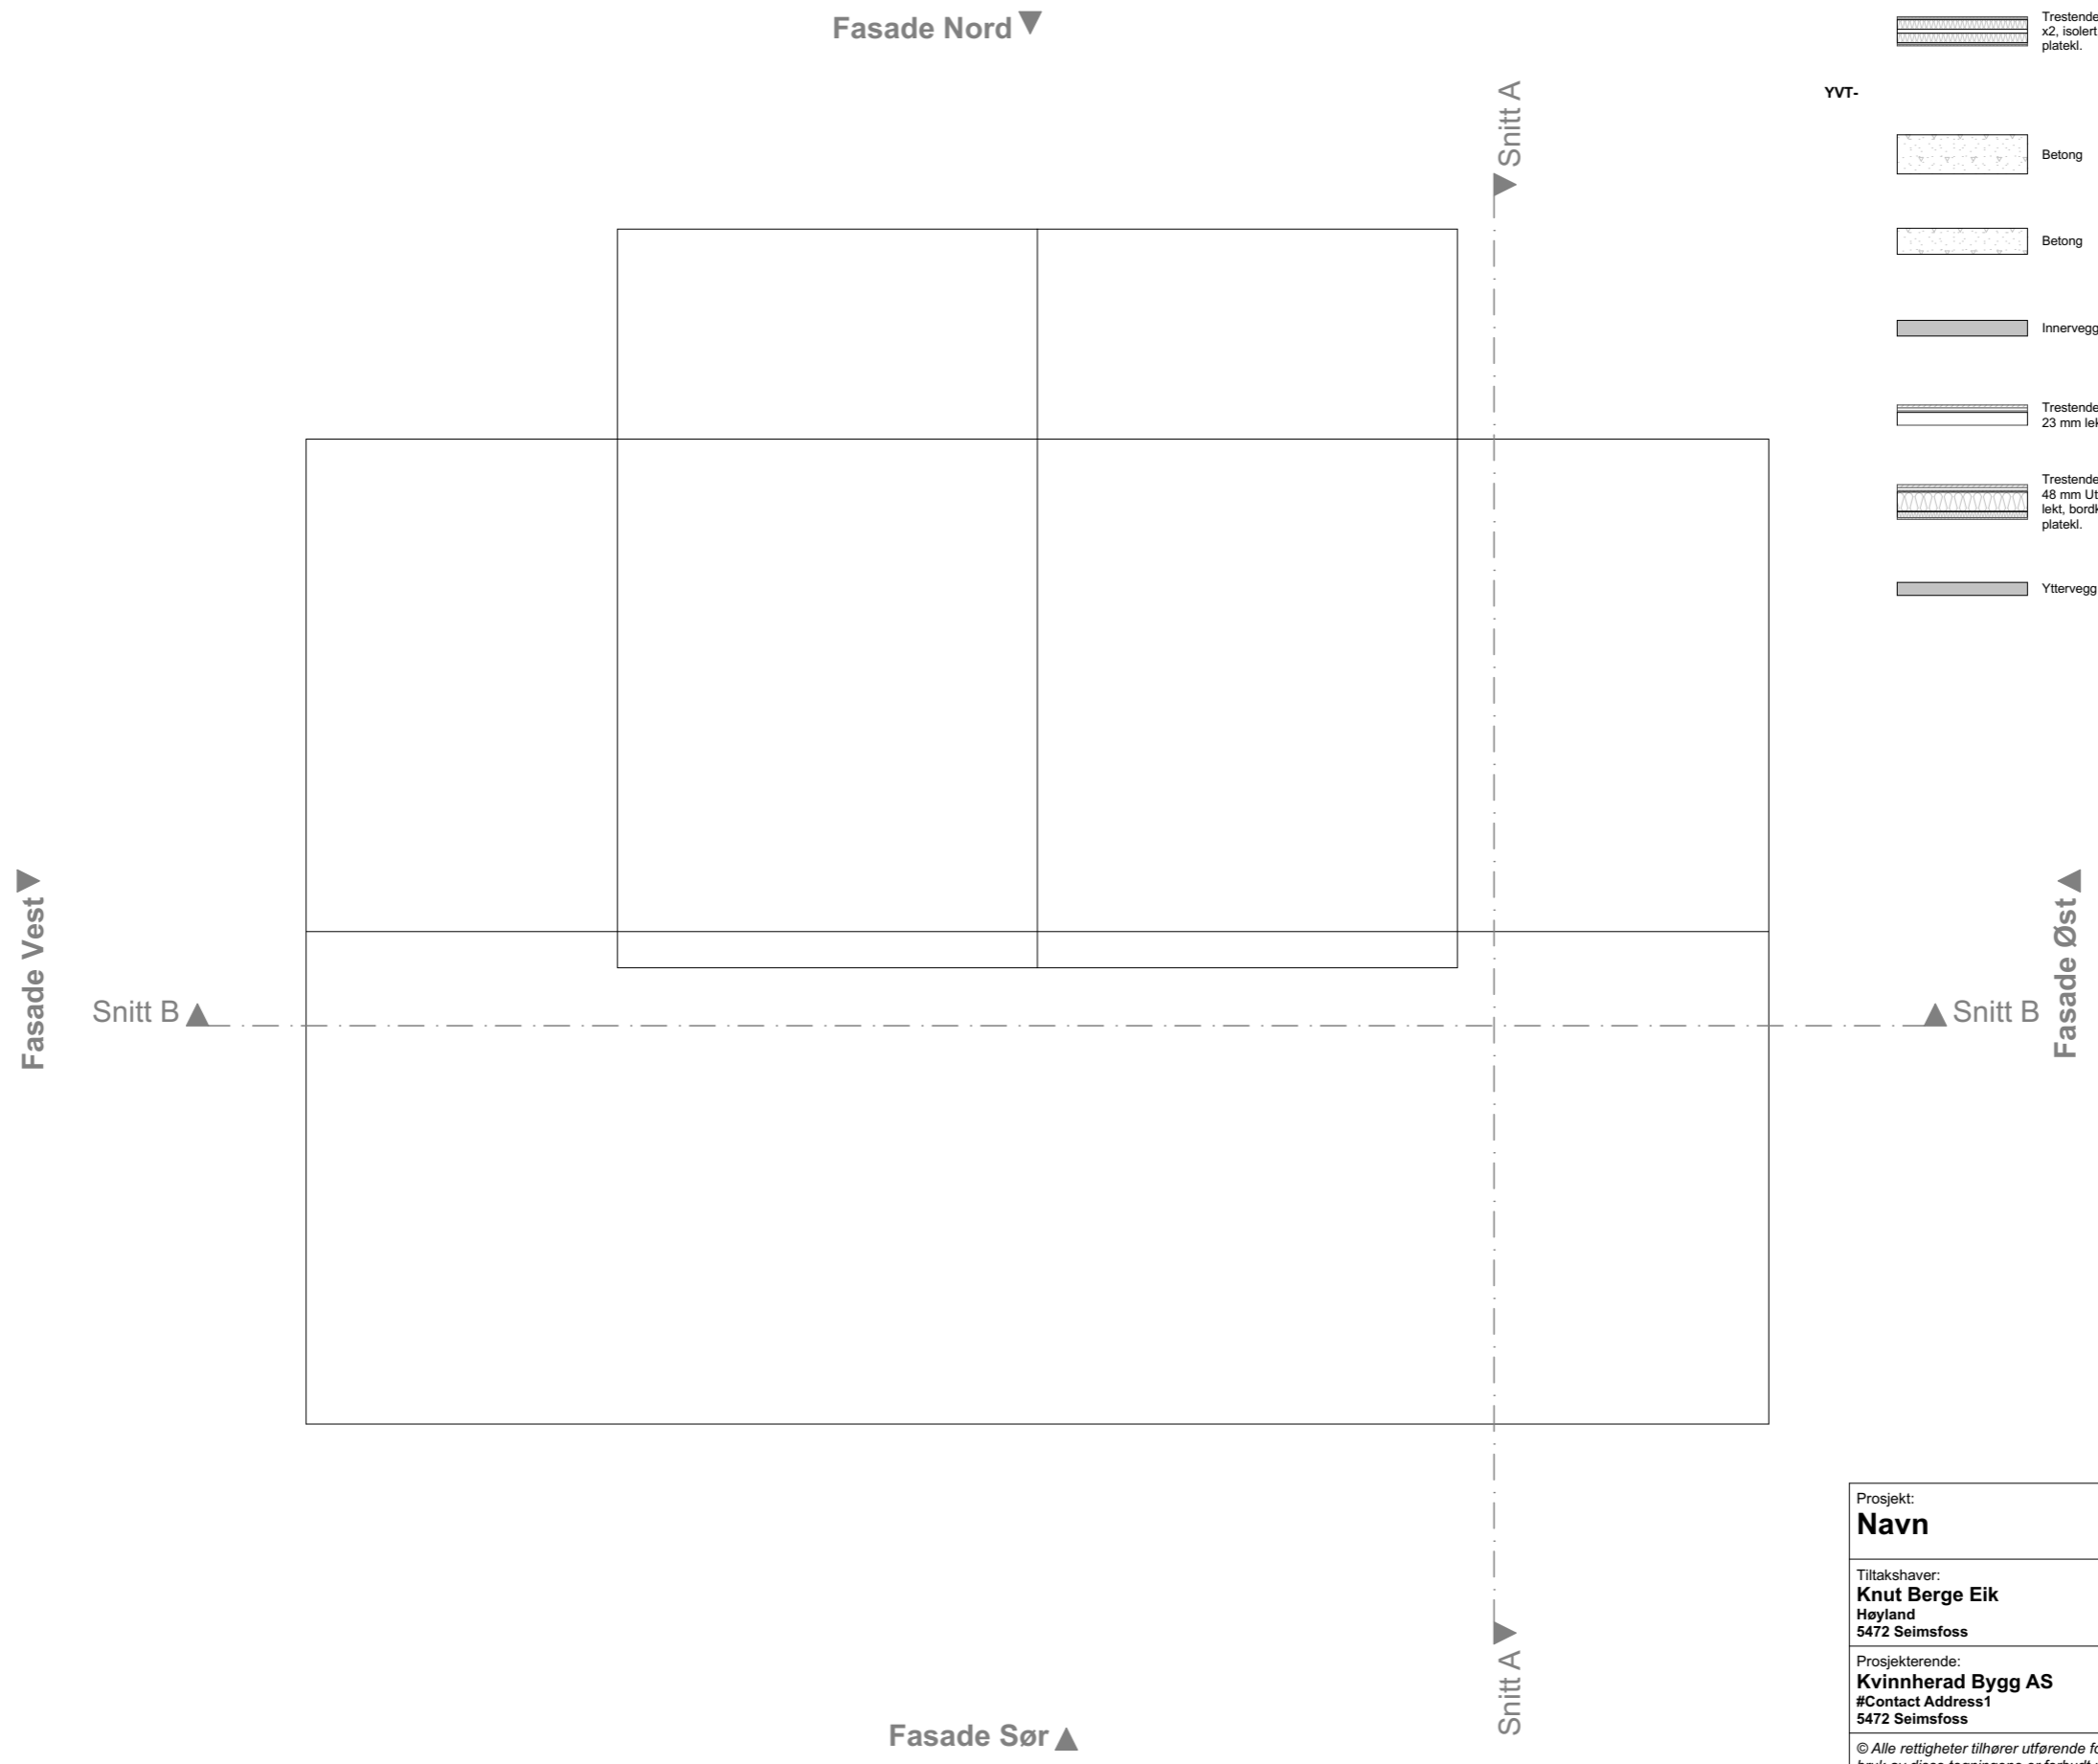 Fasade Nord
Trestende
x2, isolert
platekl.
YVT-
Snitt A
Betong
Betong
Innervegg
Trestende
23 mm lek
Trestende
48 mm Ut
lekt, bordk
platekl.
Yttervegg
Fasade Vest
Fasade Øst
Snitt B
Snitt B
Prosjekt:
Navn
Tiltakshaver:
Knut Berge Eik
Høyland
5472 Seimsfoss
Prosjekterende:
Kvinnherad Bygg AS
#Contact Address1
5472 Seimsfoss
Snitt A
Fasade Sør
© Alle rettigheter tilhører utførende